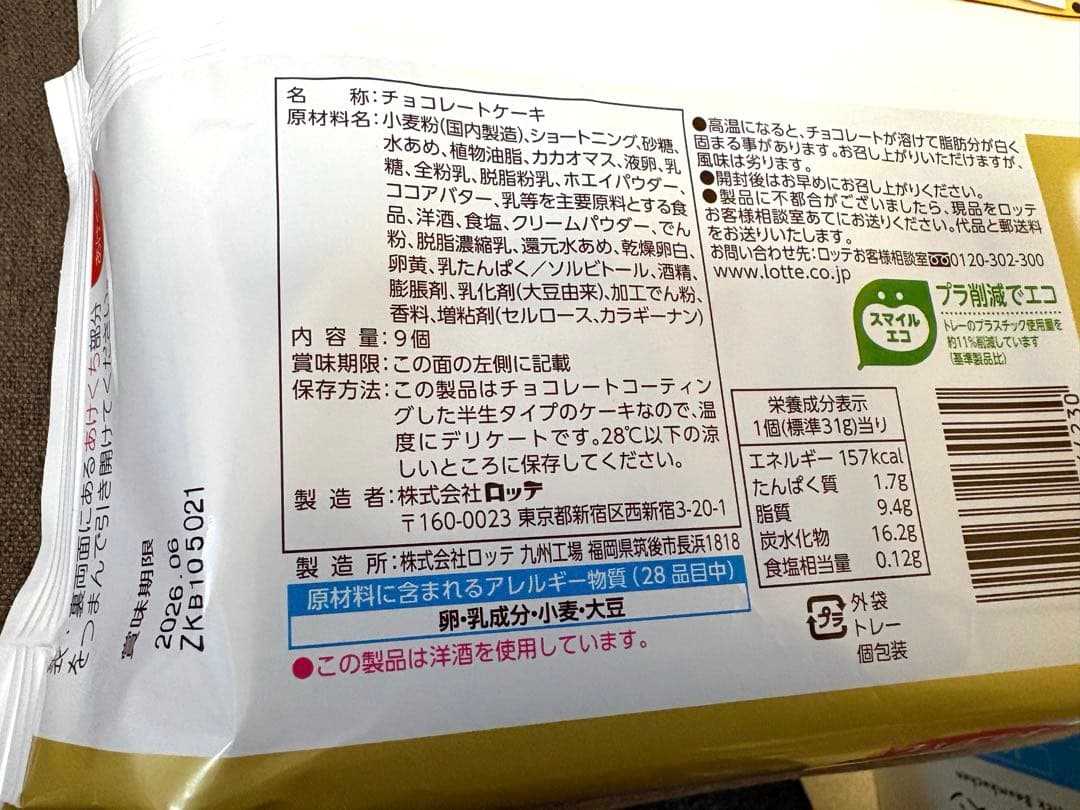 名　　称:チョコレートケーキ
原材料名:小麦粉(国内製造)、ショートニング、砂糖、
水あめ、植物油脂、カカオマス、液卵、乳
糖、全粉乳、脱脂粉乳、ホエイパウダー、
ココアバター、乳等を主要原料とする食
品、洋酒、食塩、クリームパウダー、でん
粉、脱脂濃縮乳、還元水あめ、乾燥卵白、
卵黄、乳たんぱく／ソルビトール、酒精、
膨脹剤、乳化剤(大豆由来)、加工でん粉、
香料、増粘剤(セルロース、カラギーナン)
内容量:9個
賞味期限:この面の左側に記載
保存方法:この製品はチョコレートコーティン
グした半生タイプのケーキなので、温
度にデリケートです。28℃以下の涼
しいところに保存してください。
製造者:株式会社ロッテ
〒160-0023 東京都新宿区西新宿3-20-1
製造所:株式会社ロッテ 九州工場 福岡県筑後市長浜1818
原材料に含まれるアレルギー物質(28品目中)
卵・乳成分・小麦・大豆
●この製品は洋酒を使用しています。
●高温になると、チョコレートが溶けて脂肪分が白く
固まる事があります。お召し上がりいただけますが、
風味は劣ります。
●開封後はお早めにお召し上がりください。
●製品に不都合がございましたら、現品をロッテ
お客様相談室あてにお送りください。代品と郵送料
をお送りいたします。
お問い合わせ先:ロッテお客様相談室 0120-302-300
www.lotte.co.jp
スマイル
エコ
プラ削減でエコ
トレーのプラスチック使用量を
約11%削減しています
(基準製品比)
栄養成分表示
1個(標準31g)当り
エネルギー 157kcal
たんぱく質 1.7g
脂質 9.4g
炭水化物 16.2g
食塩相当量 0.12g
プラ
外袋
トレー
個包装
裏両面にあるあけくち部分
をつまんで引き開けてください。
賞味期限
2026.06
ZKB105021